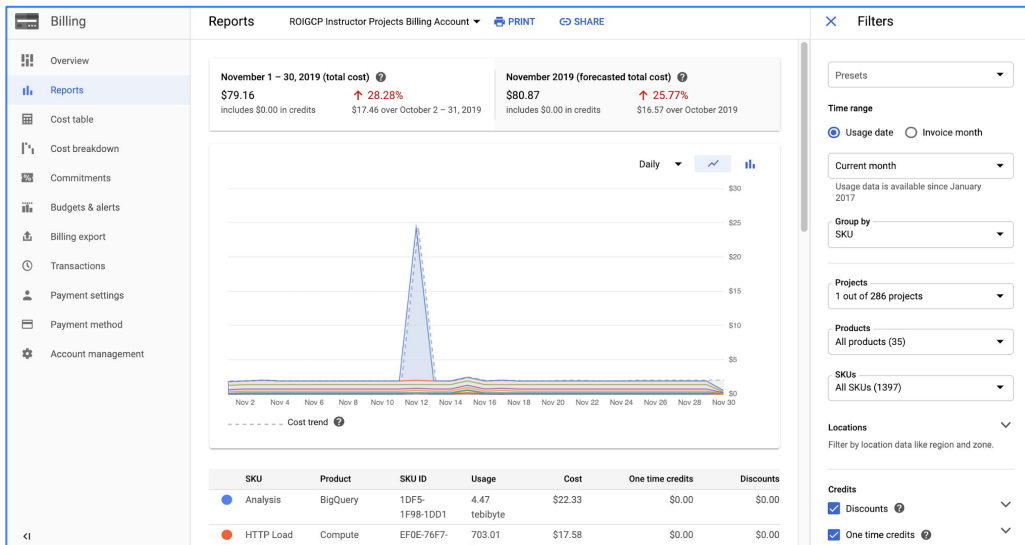 Billing
Overview
Reports
Cost table
Cost breakdown
Commitments
Budgets & alerts
Billing export
Transactions
Payment settings
Payment method
Account management
Reports ROIGCP Instructor Projects Billing Account PRINT SHARE
November 1 – 30, 2019 (total cost)
$79.16 28.28%
includes $0.00 in credits $17.46 over October 2 – 31, 2019
November 2019 (forecasted total cost)
$80.87 25.77%
includes $0.00 in credits $16.57 over October 2019
Daily
$30
$25
$20
$15
$10
$5
$0
Nov 2 Nov 4 Nov 6 Nov 8 Nov 10 Nov 12 Nov 14 Nov 16 Nov 18 Nov 20 Nov 22 Nov 24 Nov 26 Nov 28 Nov 30
Cost trend
SKU Product SKU ID Usage Cost One time credits Discounts
Analysis BigQuery 1DF5- 4.47 $22.33 $0.00 $0.00
1F98-1DD1 tebibyte
HTTP Load Compute EF0E-76F7- 703.01 $17.58 $0.00 $0.00
Filters
Presets
Time range
Usage date Invoice month
Current month
Usage data is available since January
2017
Group by
SKU
Projects
1 out of 286 projects
Products
All products (35)
SKUs
All SKUs (1397)
Locations
Filter by location data like region and zone.
Credits
Discounts
One time credits